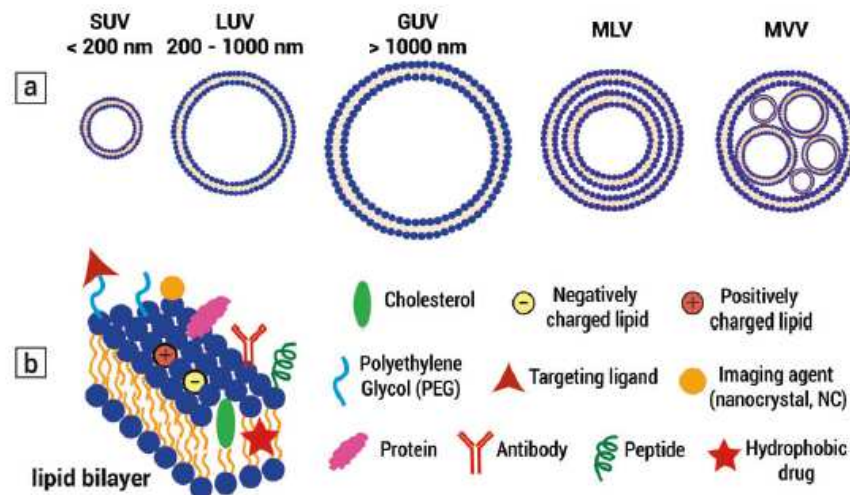 SUV
< 200 nm
LUV
200 - 1000 nm
GUV
> 1000 nm
MLV
MVV
a
b
lipid bilayer
+
−
Cholesterol
− Negatively
charged lipid
+ Positively
charged lipid
Polyethylene
Glycol (PEG)
Targeting ligand
Imaging agent
(nanocrystal, NC)
Protein
Antibody
Peptide
Hydrophobic
drug